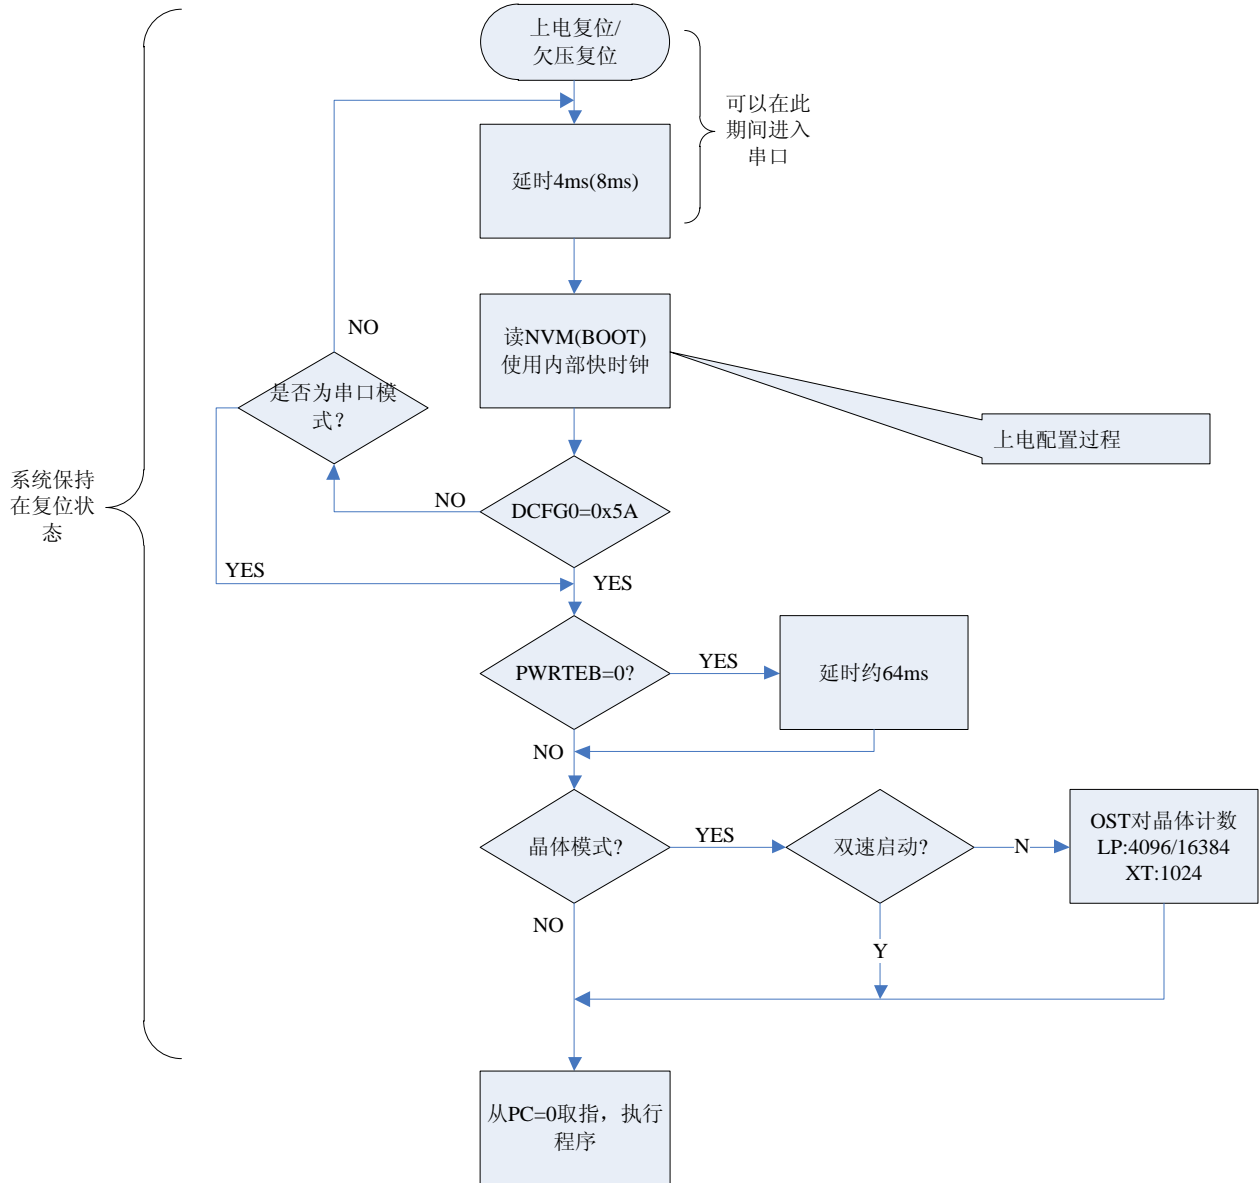 上电复位/
欠压复位
可以在此
期间进入
串口
延时4ms(8ms)
NO
读NVM(BOOT)
使用内部快时钟
是否为串口模
式?
上电配置过程
系统保持
在复位状
态
NO
DCFG0=0x5A
YES
YES
PWRTEB=0?
YES
延时约64ms
NO
晶体模式?
YES
双速启动?
N
OST对晶体计数
LP:4096/16384
XT:1024
NO
Y
从PC=0取指，执行
程序